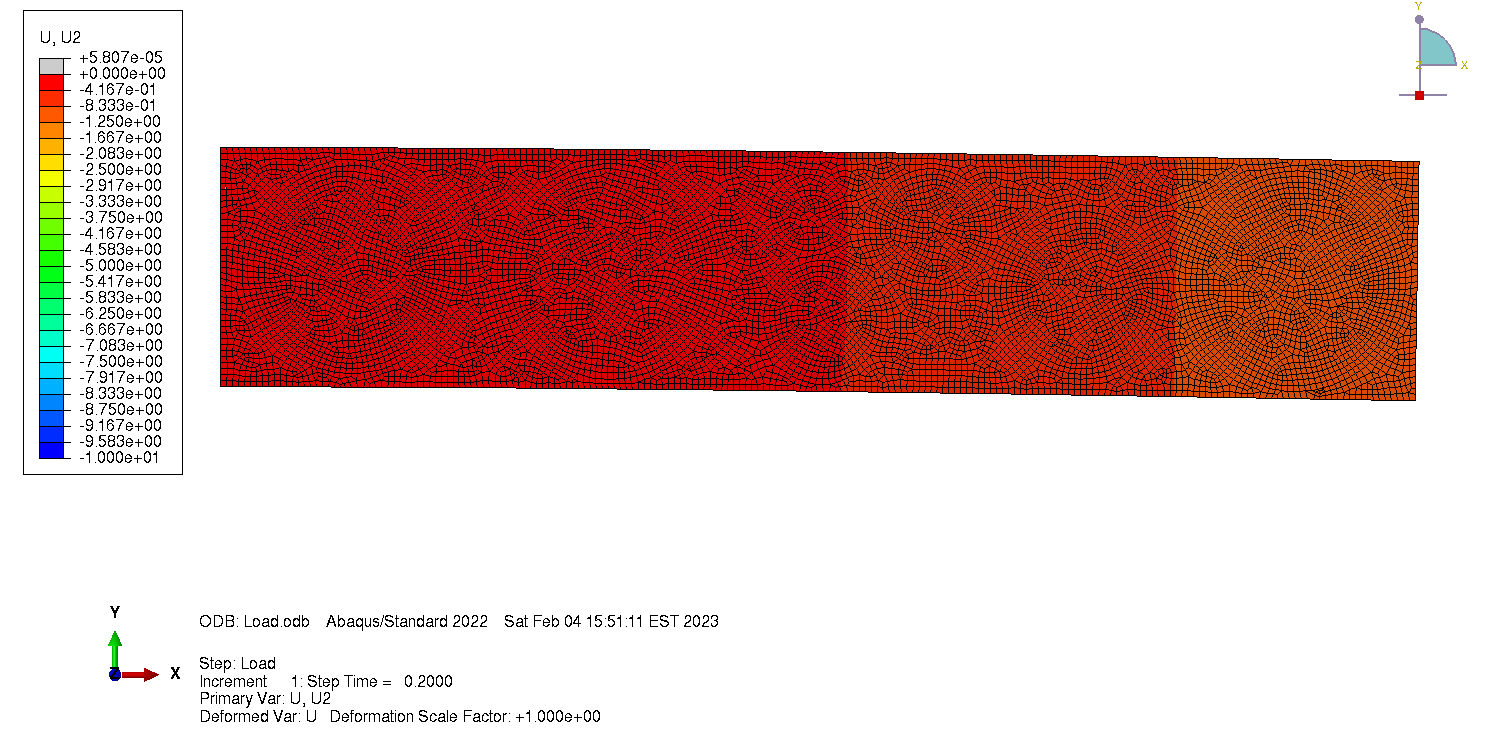 U, U2
+5.807e-05
+0.000e+00
-4.167e-01
-8.333e-01
-1.250e+00
-1.667e+00
-2.083e+00
-2.500e+00
-2.917e+00
-3.333e+00
-3.750e+00
-4.167e+00
-4.583e+00
-5.000e+00
-5.417e+00
-5.833e+00
-6.250e+00
-6.667e+00
-7.083e+00
-7.500e+00
-7.917e+00
-8.333e+00
-8.750e+00
-9.167e+00
-9.583e+00
-1.000e+01
Y
Z X
Y
Z X
ODB: Load.odb Abaqus/Standard 2022 Sat Feb 04 15:51:11 EST 2023
Step: Load
Increment 1: Step Time = 0.2000
Primary Var: U, U2
Deformed Var: U Deformation Scale Factor: +1.000e+00